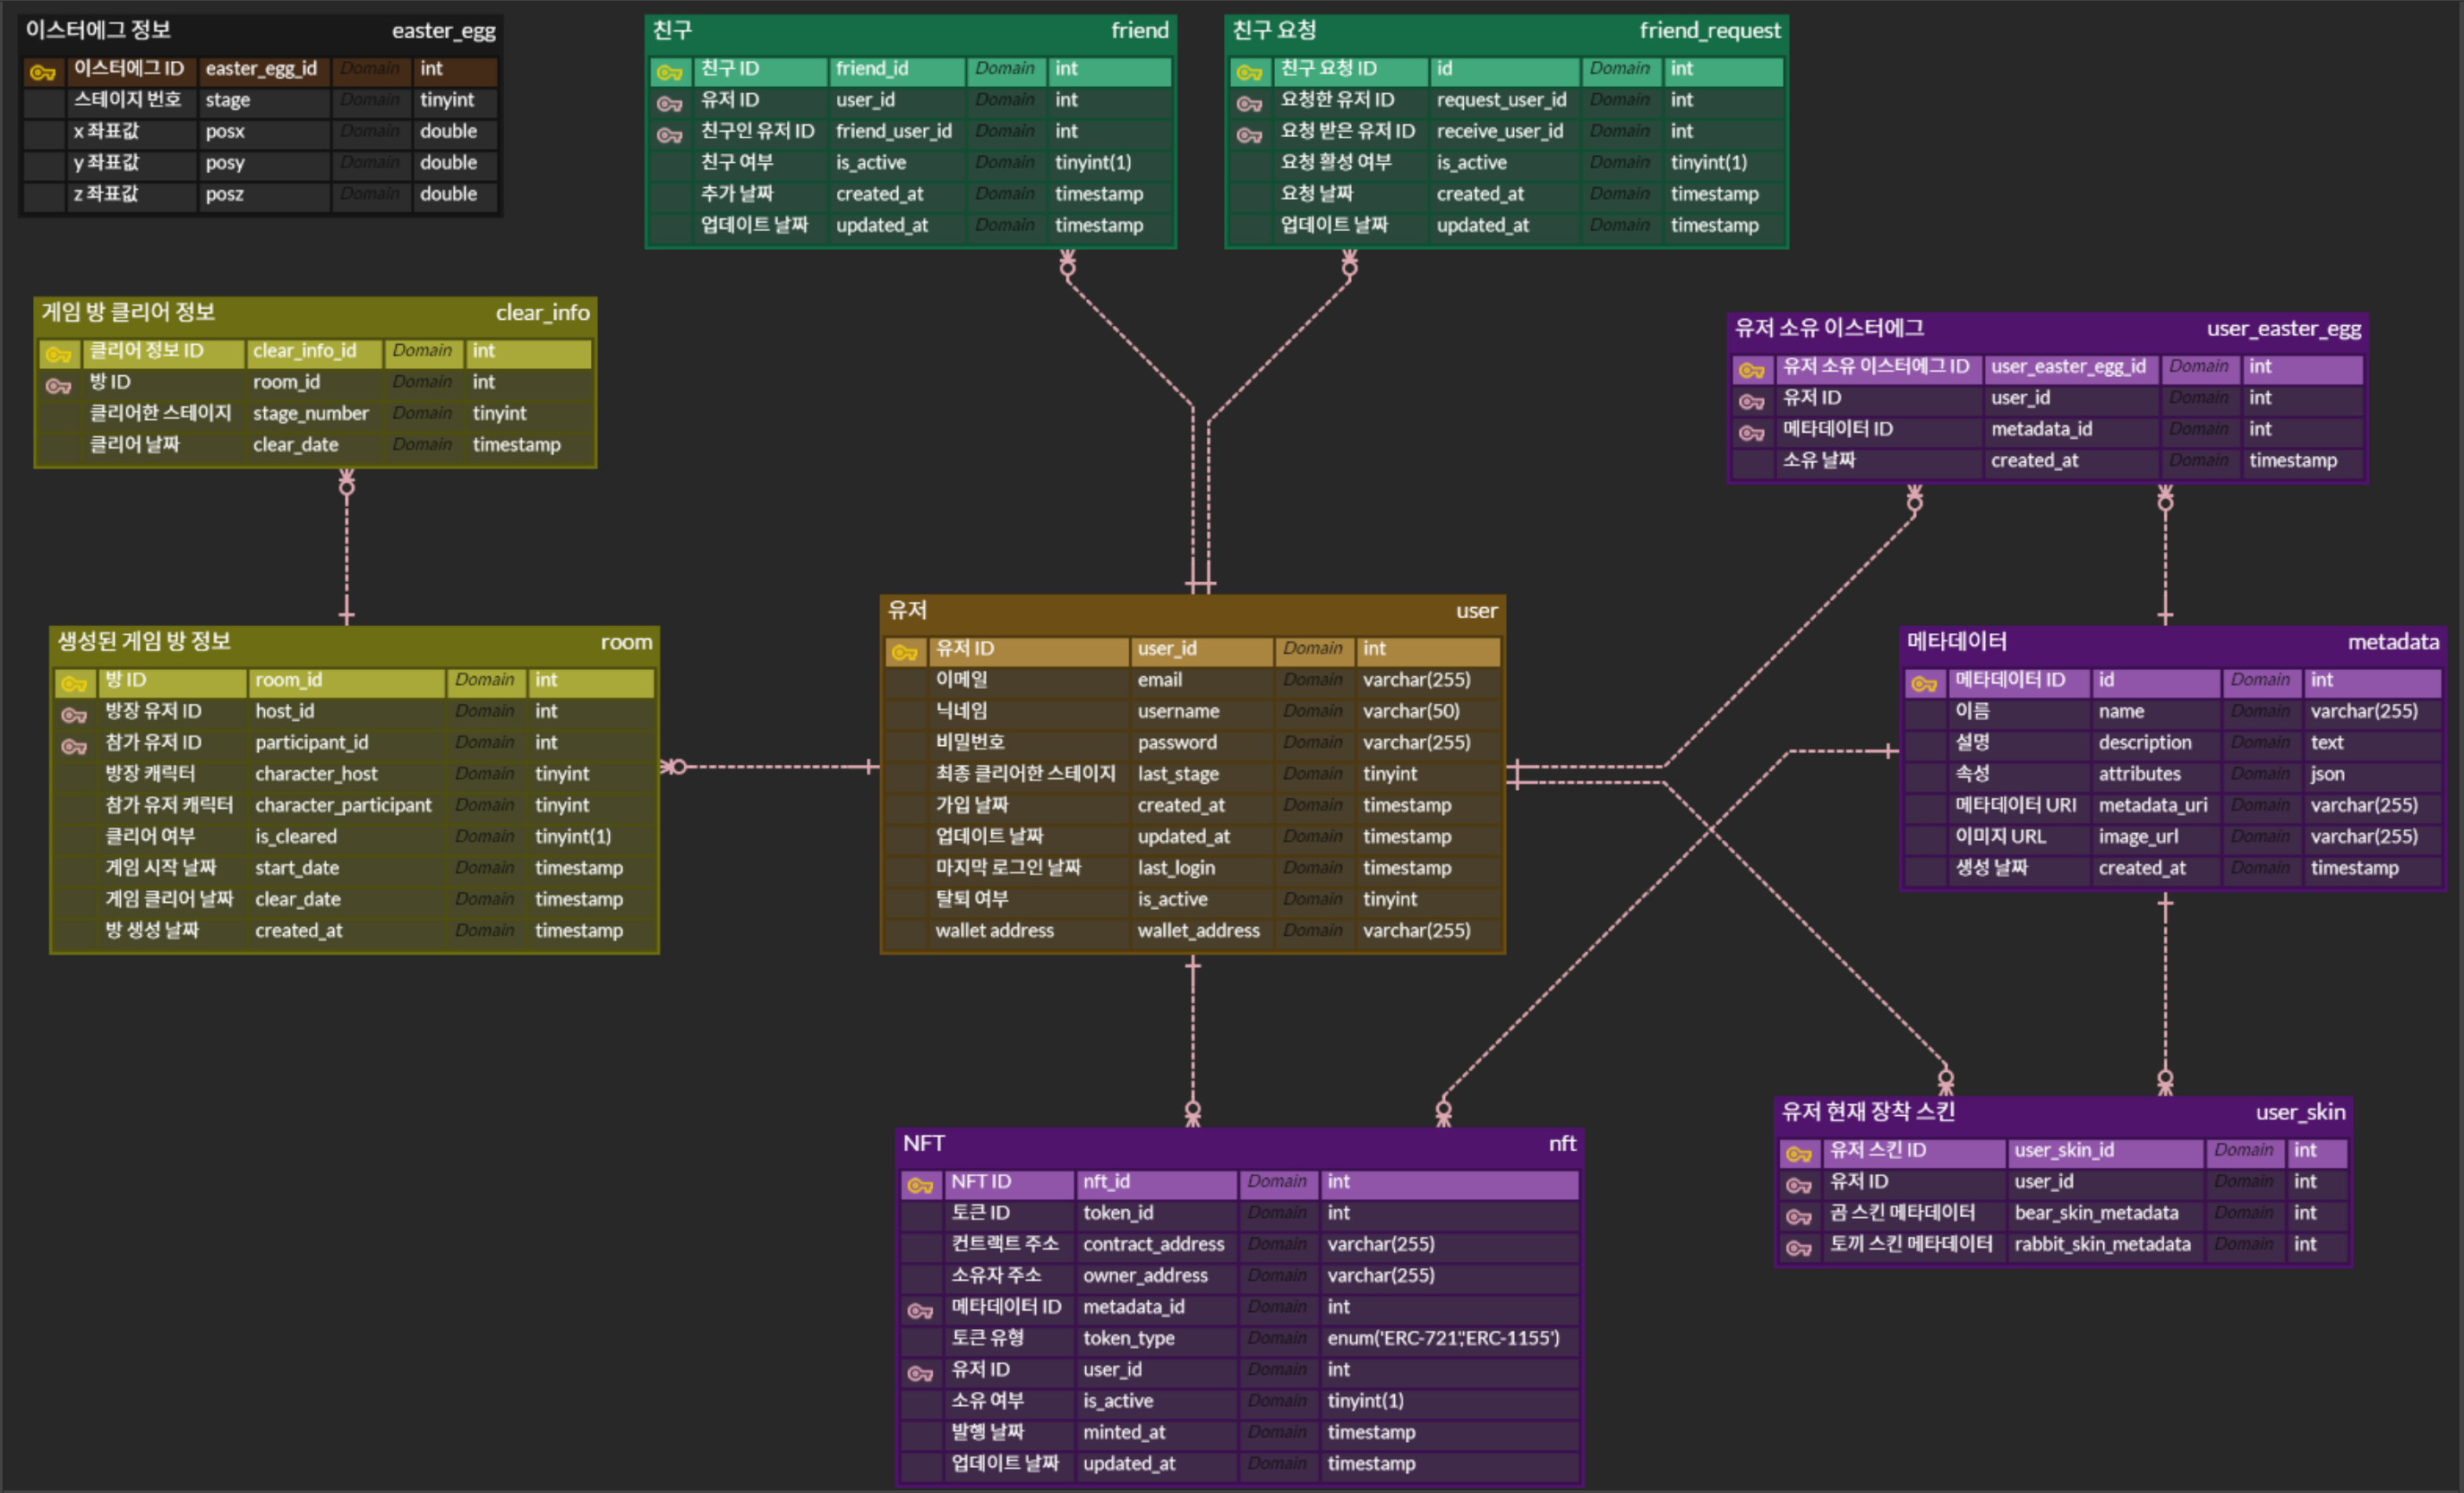 이스터에그 정보 easter_egg
이스터에그 ID easter_egg_id Domain int
스테이지 번호 stage Domain tinyint
x 좌표값 posx Domain double
y 좌표값 posy Domain double
z 좌표값 posz Domain double
친구 friend
친구 ID friend_id Domain int
유저 ID user_id Domain int
친구인 유저 ID friend_user_id Domain int
친구 여부 is_active Domain tinyint(1)
추가 날짜 created_at Domain timestamp
업데이트 날짜 updated_at Domain timestamp
친구 요청 friend_request
친구 요청 ID id Domain int
요청한 유저 ID request_user_id Domain int
요청 받은 유저 ID receive_user_id Domain int
요청 활성 여부 is_active Domain tinyint(1)
요청 날짜 created_at Domain timestamp
업데이트 날짜 updated_at Domain timestamp
게임 방 클리어 정보 clear_info
클리어 정보 ID clear_info_id Domain int
방 ID room_id Domain int
클리어한 스테이지 stage_number Domain tinyint
클리어 날짜 clear_date Domain timestamp
유저 소유 이스터에그 user_easter_egg
유저 소유 이스터에그 ID user_easter_egg_id Domain int
유저 ID user_id Domain int
메타데이터 ID metadata_id Domain int
소유 날짜 created_at Domain timestamp
생성된 게임 방 정보 room
방 ID room_id Domain int
방장 유저 ID host_id Domain int
참가 유저 ID participant_id Domain int
방장 캐릭터 character_host Domain tinyint
참가 유저 캐릭터 character_participant Domain tinyint
클리어 여부 is_cleared Domain tinyint(1)
게임 시작 날짜 start_date Domain timestamp
게임 클리어 날짜 clear_date Domain timestamp
방 생성 날짜 created_at Domain timestamp
유저 user
유저 ID user_id Domain int
이메일 email Domain varchar(255)
닉네임 username Domain varchar(50)
비밀번호 password Domain varchar(255)
최종 클리어한 스테이지 last_stage Domain tinyint
가입 날짜 created_at Domain timestamp
업데이트 날짜 updated_at Domain timestamp
마지막 로그인 날짜 last_login Domain timestamp
탈퇴 여부 is_active Domain tinyint
wallet address wallet_address Domain varchar(255)
메타데이터 metadata
메타데이터 ID id Domain int
이름 name Domain varchar(255)
설명 description Domain text
속성 attributes Domain json
메타데이터 URI metadata_uri Domain varchar(255)
이미지 URL image_url Domain varchar(255)
생성 날짜 created_at Domain timestamp
NFT nft
NFT ID nft_id Domain int
토큰 ID token_id Domain int
컨트랙트 주소 contract_address Domain varchar(255)
소유자 주소 owner_address Domain varchar(255)
메타데이터 ID metadata_id Domain int
토큰 유형 token_type Domain enum('ERC-721','ERC-1155')
유저 ID user_id Domain int
소유 여부 is_active Domain tinyint(1)
발행 날짜 minted_at Domain timestamp
업데이트 날짜 updated_at Domain timestamp
유저 현재 장착 스킨 user_skin
유저 스킨 ID user_skin_id Domain int
유저 ID user_id Domain int
곰 스킨 메타데이터 bear_skin_metadata Domain int
토끼 스킨 메타데이터 rabbit_skin_metadata Domain int